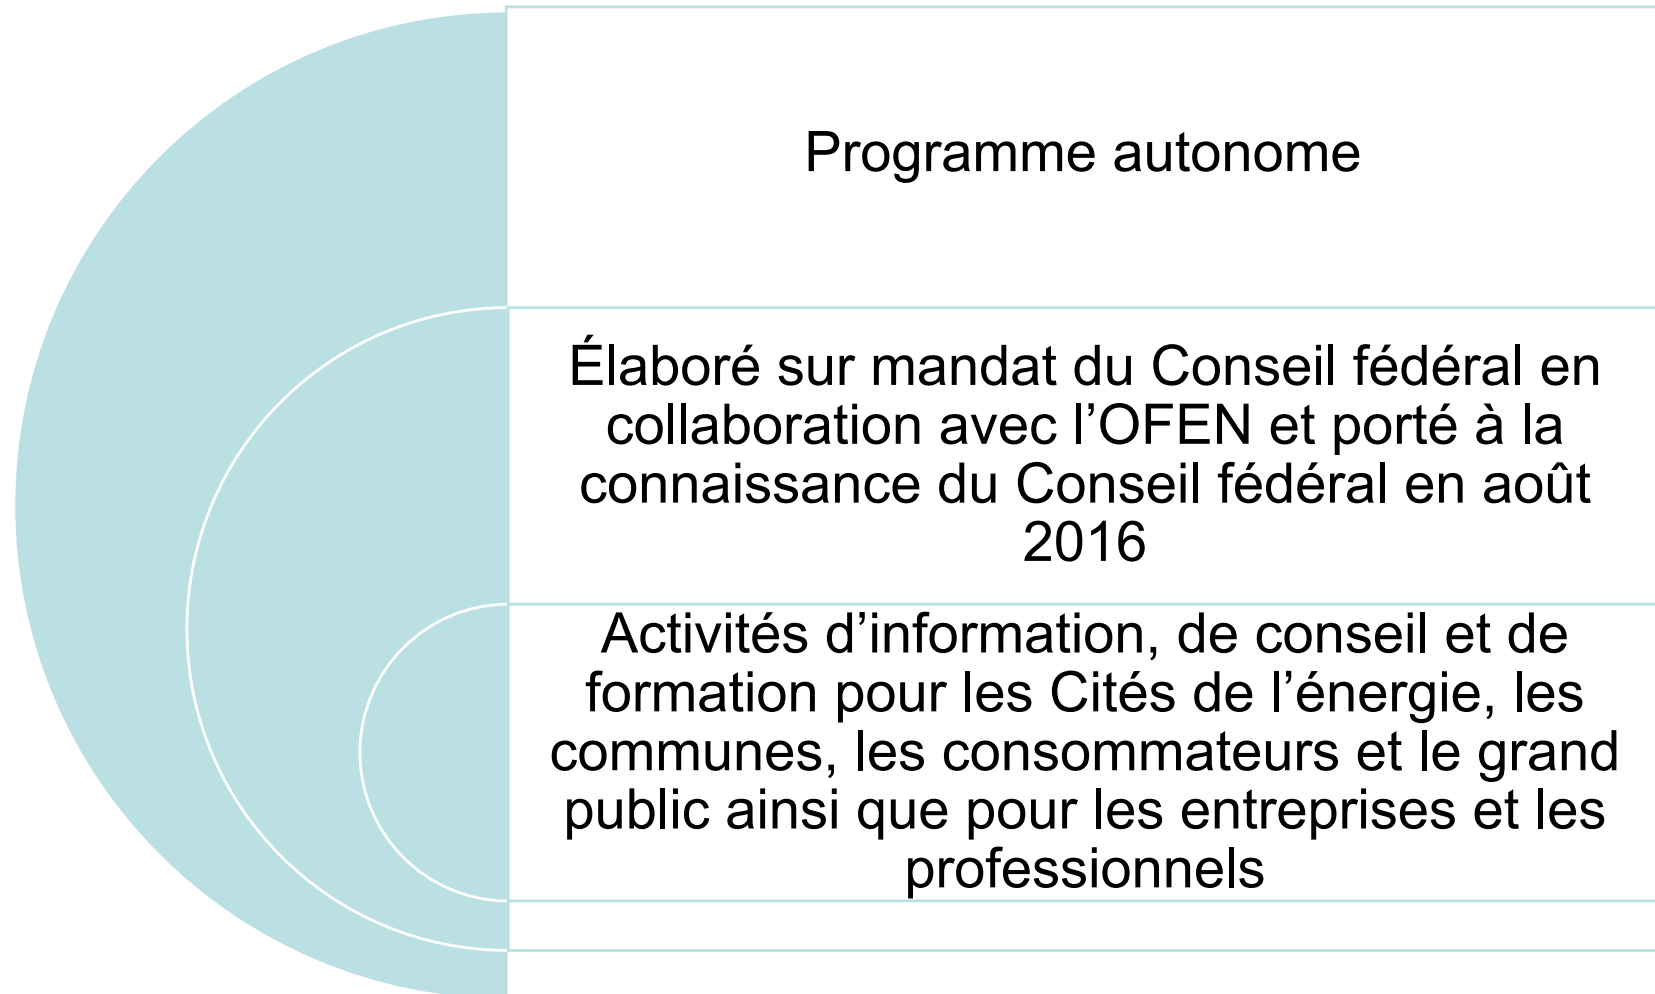 Programme autonome
Élaboré sur mandat du Conseil fédéral en
collaboration avec l’OFEN et porté à la
connaissance du Conseil fédéral en août
2016
Activités d’information, de conseil et de
formation pour les Cités de l’énergie, les
communes, les consommateurs et le grand
public ainsi que pour les entreprises et les
professionnels